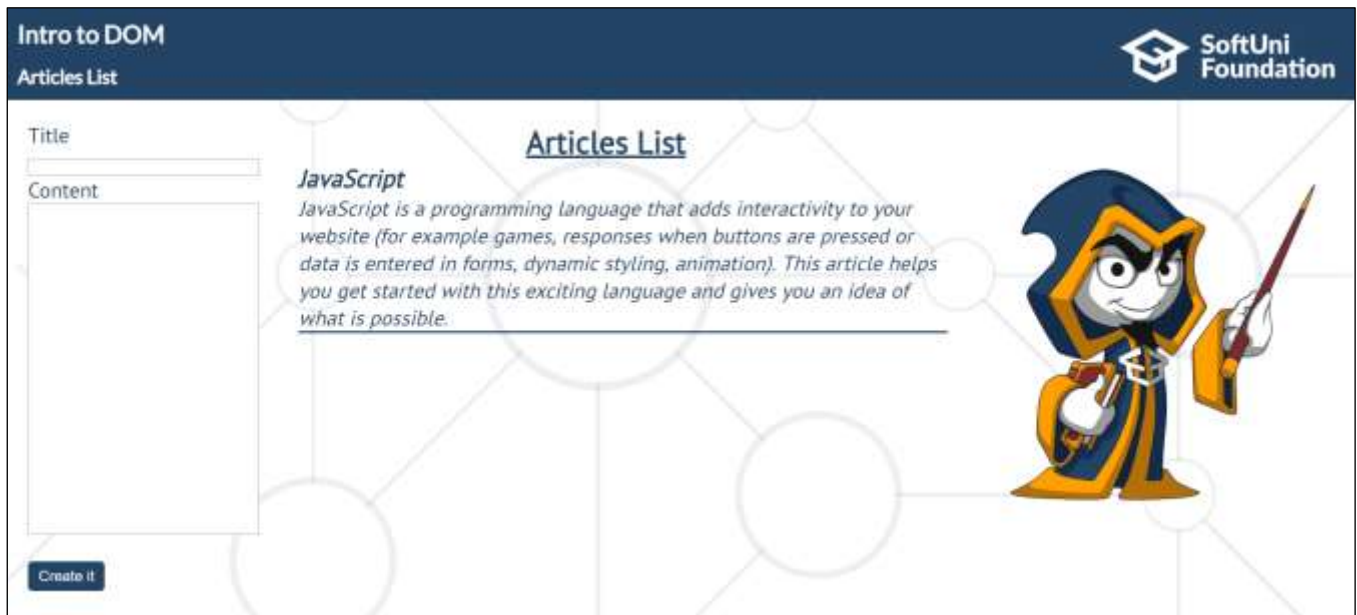 Intro to DOM
Articles List
SoftUni
Foundation
Title
Content
Create it
Articles List
JavaScript
JavaScript is a programming language that adds interactivity to your
website (for example games, responses when buttons are pressed or
data is entered in forms, dynamic styling, animation). This article helps
you get started with this exciting language and gives you an idea of
what is possible.